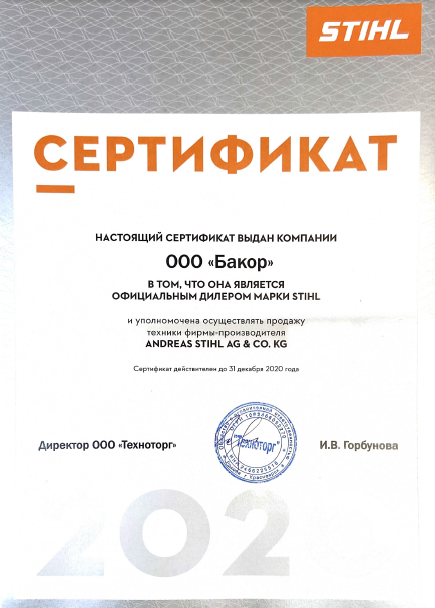 STIHL
СЕРТИФИКАТ
НАСТОЯЩИЙ СЕРТИФИКАТ ВЫДАН КОМПАНИИ
ООО «Бакор»
В ТОМ, ЧТО ОНА ЯВЛЯЕТСЯ
ОФИЦИАЛЬНЫМ ДИЛЕРОМ МАРКИ STIHL
и уполномочена осуществлять продажу
техники фирмы-производителя
ANDREAS STIHL AG & CO. KG
Сертификат действителен до 31 декабря 2020 года
Директор ООО «Техноторг»
"Техноторг"
И.В. Горбунова
202